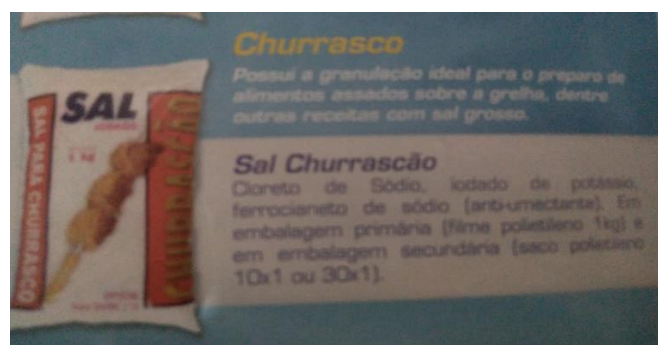 Churrasco
Possui a granulação ideal para o preparo de
alimentos assados sobre a grelha, dentre
outras receitas com sal grosso.
SAL
1 kg
SAL PARA CHURRASCO
CHURRASCÃO
Sal Churrascão
Cloreto de Sódio, iodado de potássio,
ferrocianeto de sódio (anti-umectante). Em
embalagem primária (filme polietileno 1kg) e
em embalagem secundária (saco polietileno
10x1 ou 30x1).